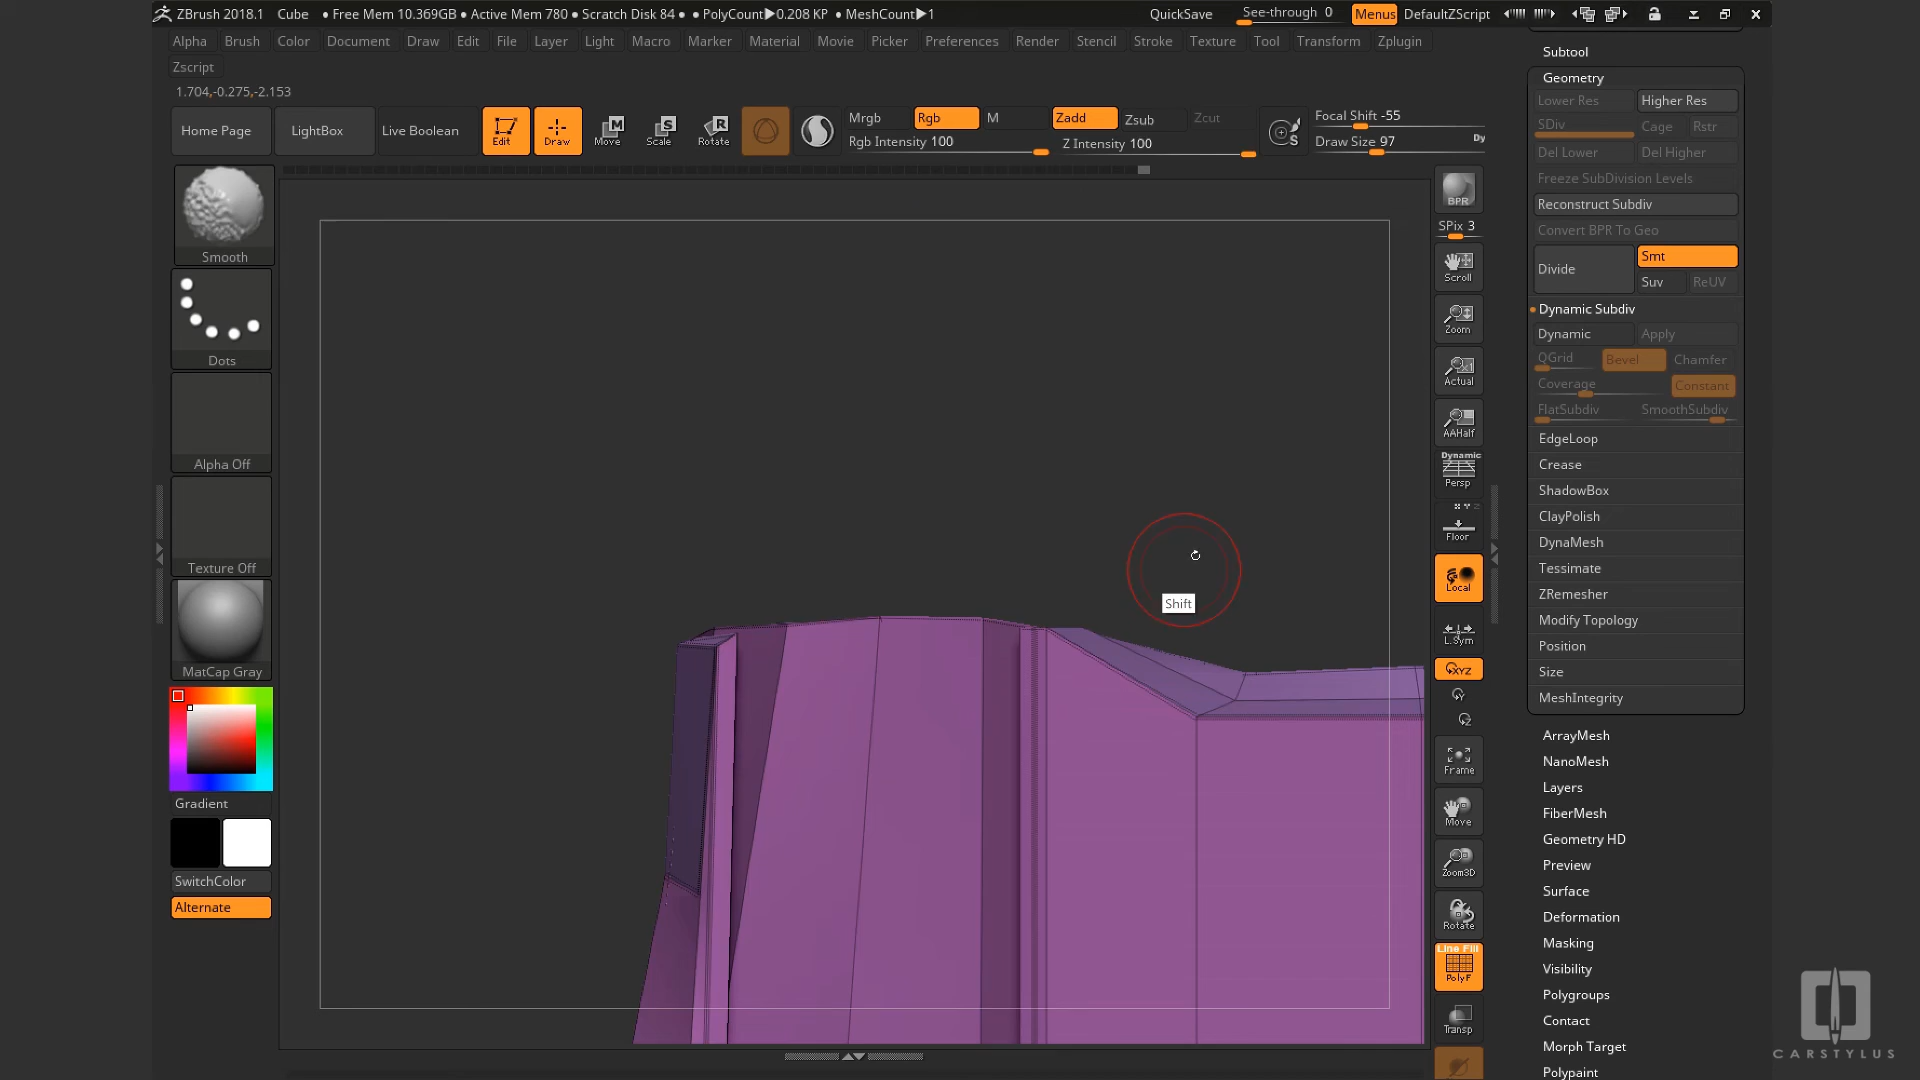 ZBrush 2018.1 Cube • Free Mem 10.369GB • Active Mem 780 • Scratch Disk 84 • PolyCount▶0.208 KP • MeshCount▶1 QuickSave See-through 0 Menus DefaultZScript
Alpha Brush Color Document Draw Edit File Layer Light Macro Marker Material Movie Picker Preferences Render Stencil Stroke Texture Tool Transform Zplugin
Zscript
1.704,-0.275,-2.153
Home Page LightBox Live Boolean Edit Draw Move Scale Rotate
Mrgb Rgb M Zadd Zsub Zcut Focal Shift -55
Rgb Intensity 100 Z Intensity 100 Draw Size 97 Dy
Smooth
Dots
Alpha Off
Texture Off
MatCap Gray
Gradient
SwitchColor
Alternate
Shift
BPR
SPix 3
Scroll
Zoom
Actual
AAHalf
Dynamic
Persp
Floor
Local
L.Sym
XYZ
Y
Z
Frame
Move
Zoom3D
Rotate
Line Fill
PolyF
Transp
Subtool
Geometry
Lower Res Higher Res
SDiv Cage Rstr
Del Lower Del Higher
Freeze SubDivision Levels
Reconstruct Subdiv
Convert BPR To Geo
Divide Smt
Suv ReUV
Dynamic Subdiv
Dynamic Apply
QGrid Bevel Chamfer
Coverage Constant
FlatSubdiv SmoothSubdiv
EdgeLoop
Crease
ShadowBox
ClayPolish
DynaMesh
Tessimate
ZRemesher
Modify Topology
Position
Size
MeshIntegrity
ArrayMesh
NanoMesh
Layers
FiberMesh
Geometry HD
Preview
Surface
Deformation
Masking
Visibility
Polygroups
Contact
Morph Target
Polypaint
CARSTYLUS